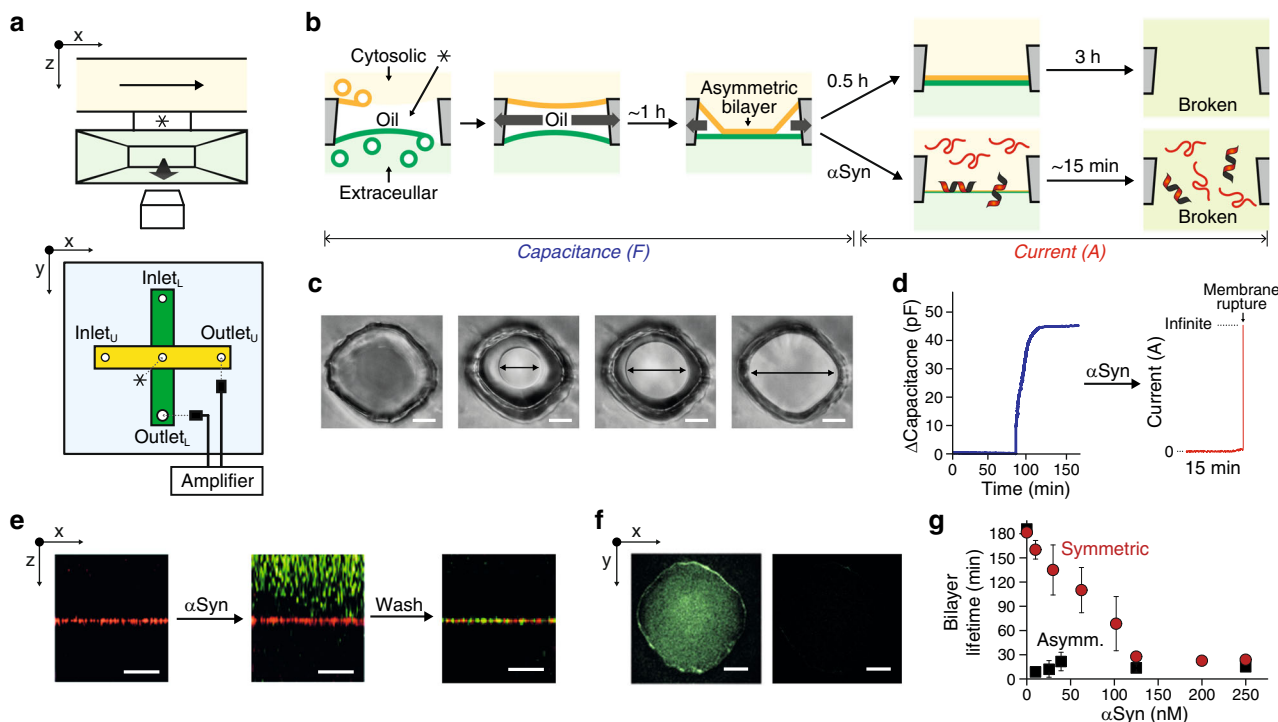 a
x
z
*
x
y
Inlet_L
Inlet_U
Outlet_U
*
Outlet_L
Amplifier
b
Cytosolic
*
Oil
Extraceullar
Oil
~1 h
Asymmetric
bilayer
0.5 h
αSyn
3 h
Broken
~15 min
Broken
Capacitance (F)
Current (A)
c
d
ΔCapacitacne (pF)
50
40
30
20
10
0
0
50
100
150
Time (min)
αSyn
Membrane
rupture
Infinite
Current (A)
0
15 min
e
x
z
αSyn
Wash
f
x
y
g
Bilayer
lifetime (min)
180
150
120
90
60
30
0
Symmetric
Asymm.
0
50
100
150
200
250
αSyn (nM)